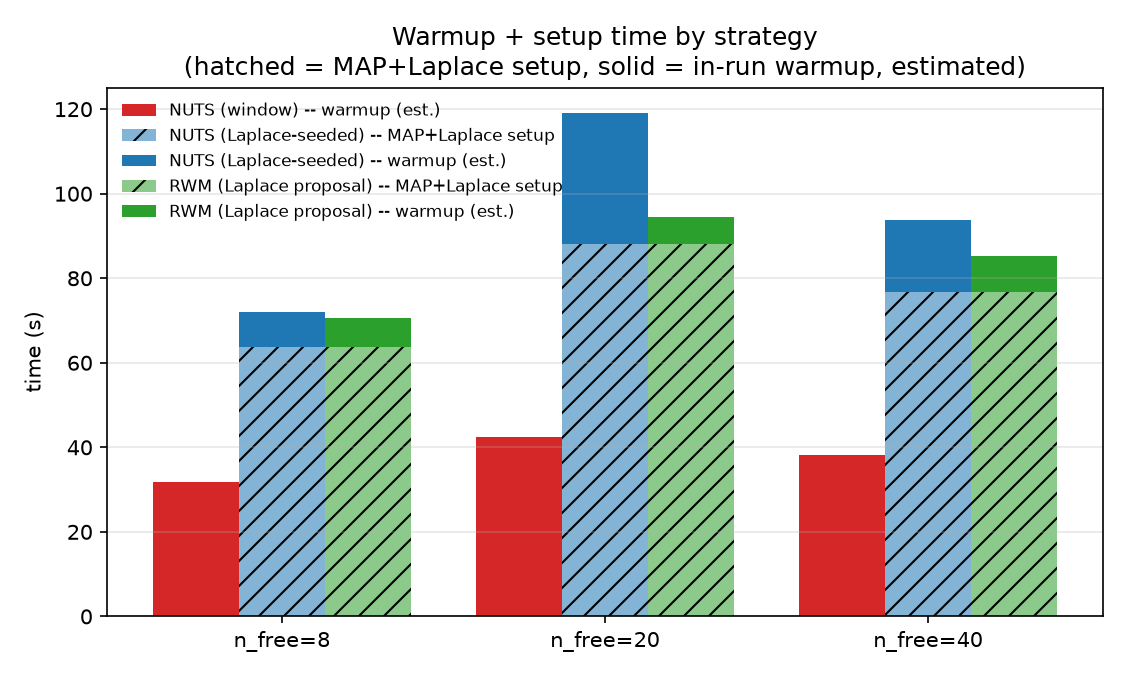 Warmup + setup time by strategy
(hatched = MAP+Laplace setup, solid = in-run warmup, estimated)
NUTS (window) -- warmup (est.)
NUTS (Laplace-seeded) -- MAP+Laplace setup
NUTS (Laplace-seeded) -- warmup (est.)
RWM (Laplace proposal) -- MAP+Laplace setup
RWM (Laplace proposal) -- warmup (est.)
time (s)
120
100
80
60
40
20
0
n_free=8
n_free=20
n_free=40